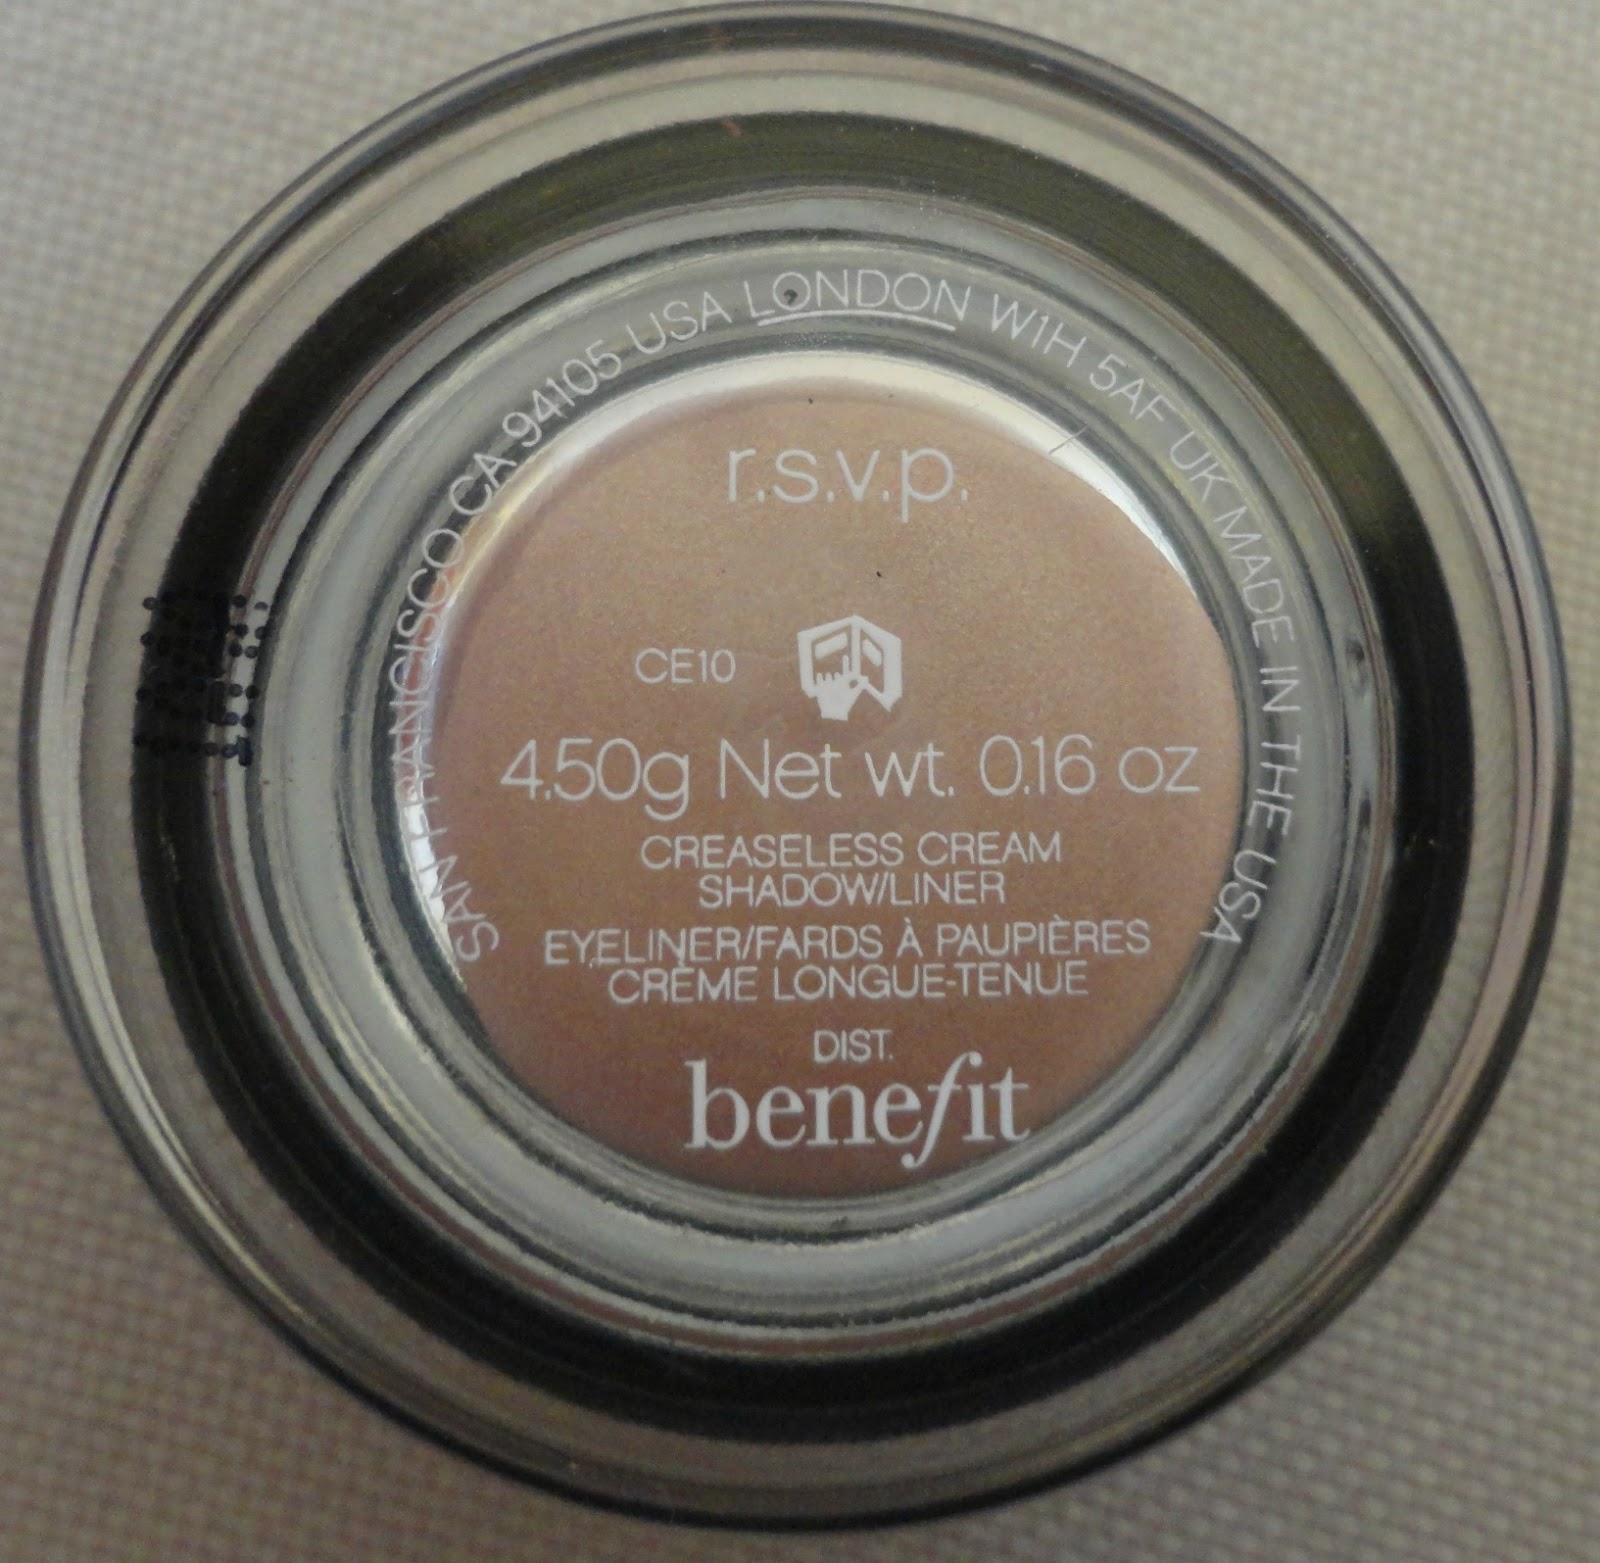 SAN FRANCISCO CA 94105 USA LONDON W1H 5AF UK MADE IN THE USA
r.s.v.p.
CE10
4.50g Net wt. 0.16 oz
CREASELESS CREAM
SHADOW/LINER
EYELINER/FARDS À PAUPIÈRES
CRÈME LONGUE-TENUE
DIST.
benefit